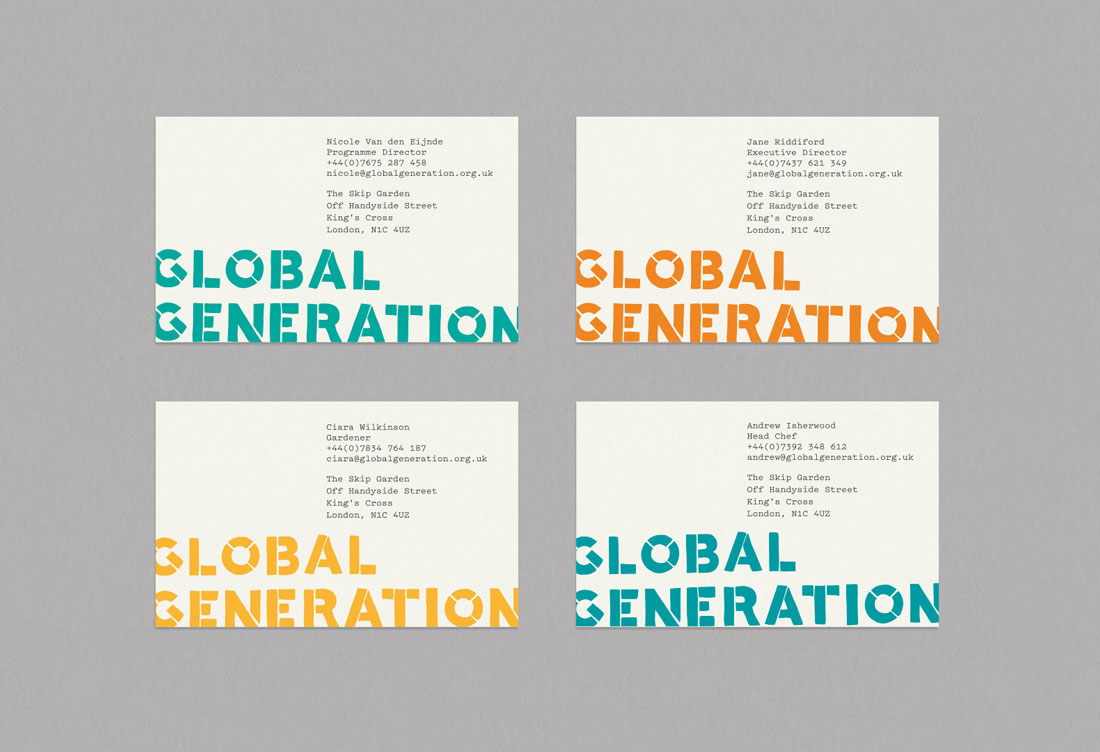 Nicole Van den Eijnde
Programme Director
+44(0)7675 287 458
nicole@globalgeneration.org.uk
The Skip Garden
Off Handyside Street
King's Cross
London, N1C 4UZ
GLOBAL
GENERATION
Jane Riddiford
Executive Director
+44(0)7437 621 349
jane@globalgeneration.org.uk
The Skip Garden
Off Handyside Street
King's Cross
London, N1C 4UZ
GLOBAL
GENERATION
Ciara Wilkinson
Gardener
+44(0)7834 764 187
ciara@globalgeneration.org.uk
The Skip Garden
Off Handyside Street
King's Cross
London, N1C 4UZ
GLOBAL
GENERATION
Andrew Isherwood
Head Chef
+44(0)7392 348 612
andrew@globalgeneration.org.uk
The Skip Garden
Off Handyside Street
King's Cross
London, N1C 4UZ
GLOBAL
GENERATION